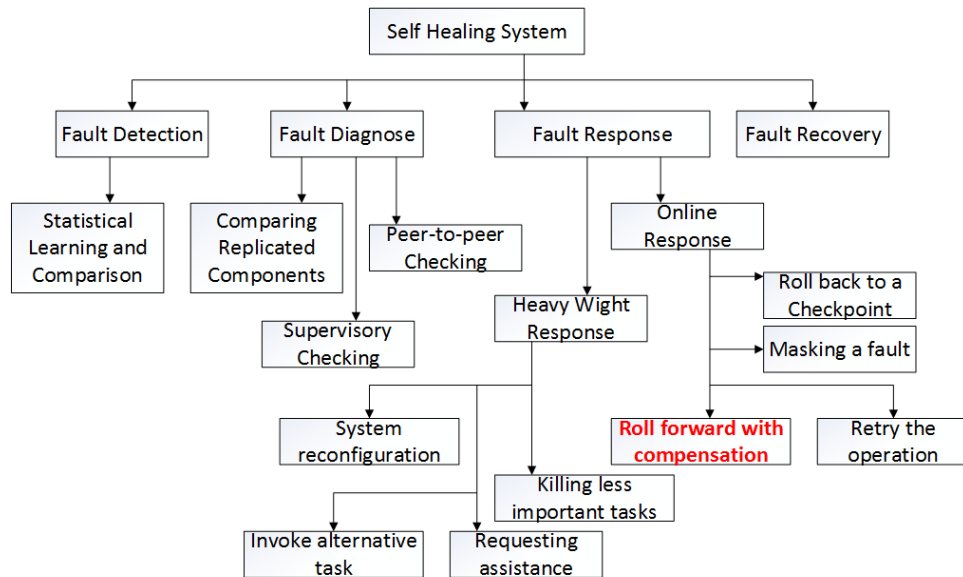 Self Healing System
Fault Detection
Fault Diagnose
Fault Response
Fault Recovery
Statistical
Learning and
Comparison
Comparing
Replicated
Components
Peer-to-peer
Checking
Online
Response
Roll back to a
Checkpoint
Heavy Wight
Response
Supervisory
Checking
Masking a fault
System
reconfiguration
Roll forward with
compensation
Retry the
operation
Killing less
important tasks
Invoke alternative
task
Requesting
assistance